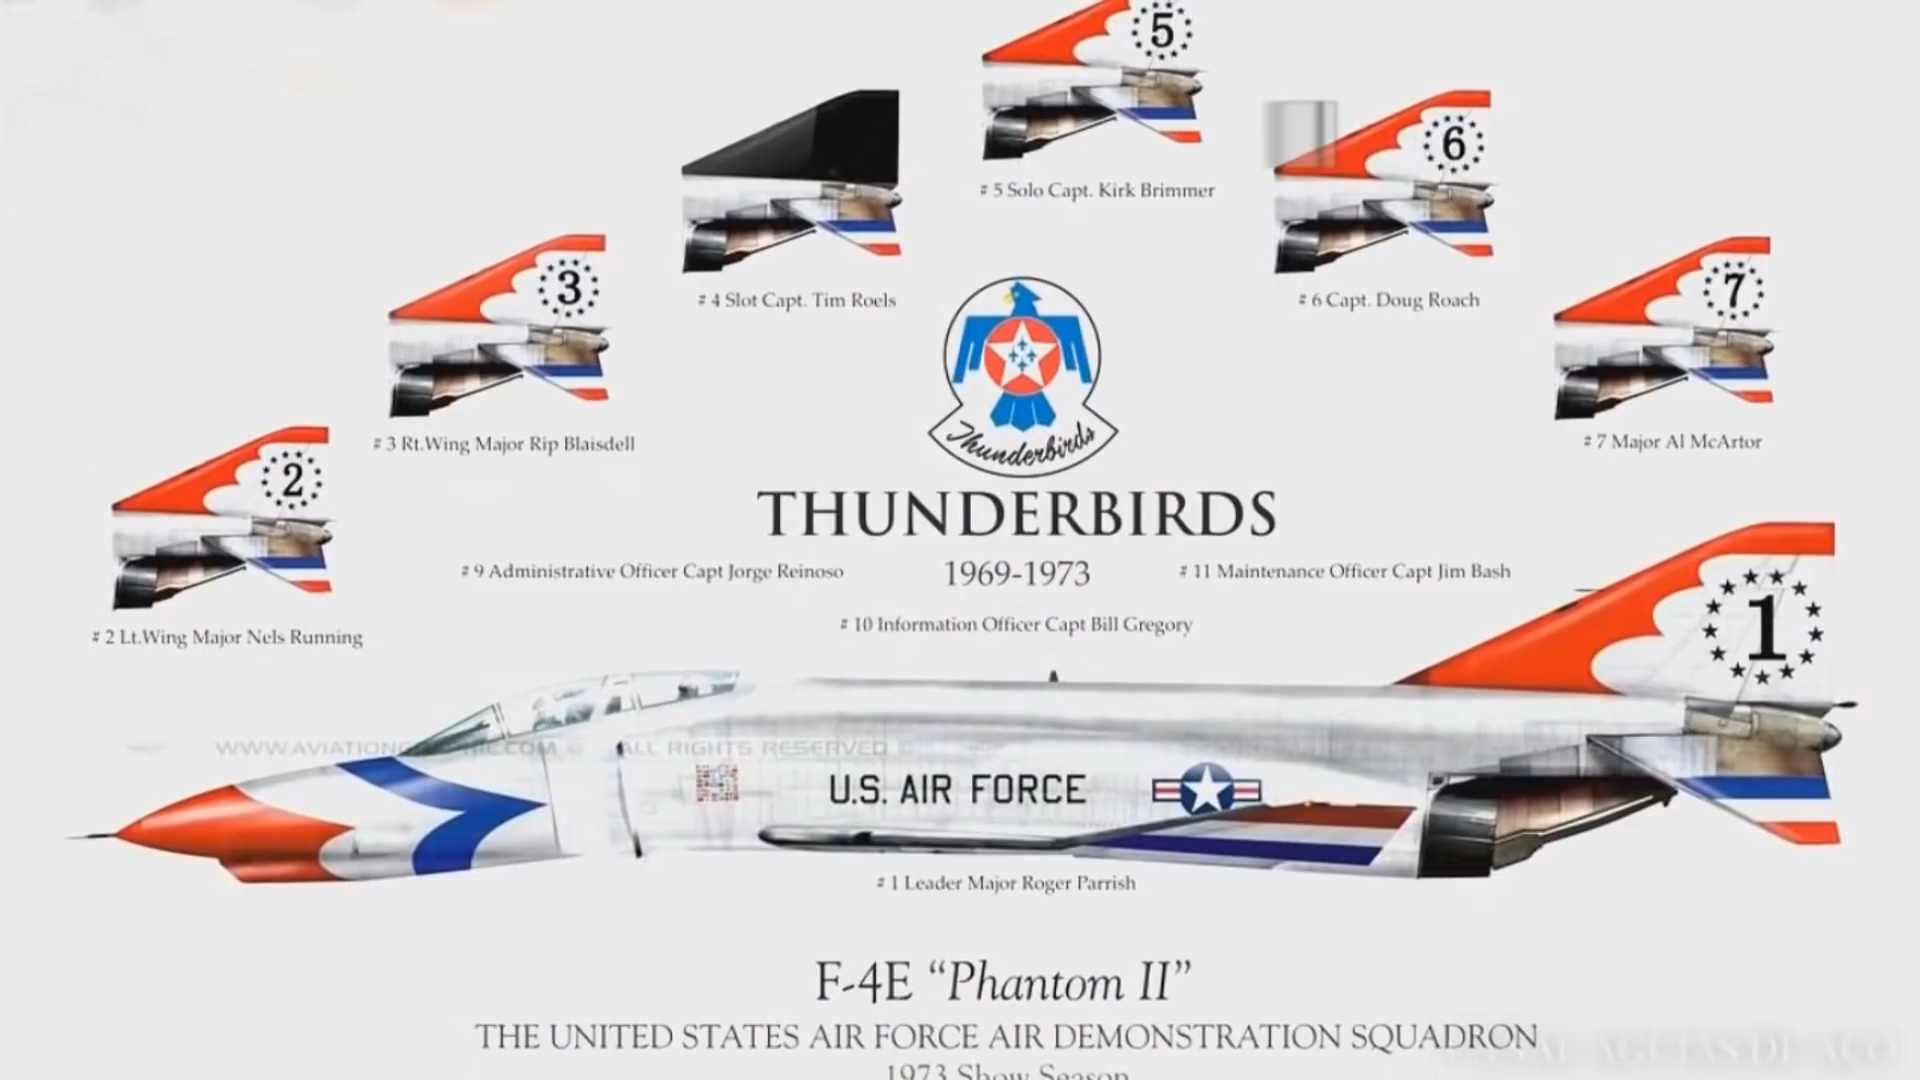 5
6
# 5 Solo Capt. Kirk Brimmer
3
# 4 Slot Capt. Tim Roels
# 6 Capt. Doug Roach
7
2
# 3 Rt.Wing Major Rip Blaisdell
Thunderbirds
# 7 Major Al McArtor
THUNDERBIRDS
# 9 Administrative Officer Capt Jorge Reinoso
1969-1973
# 11 Maintenance Officer Capt Jim Bash
# 10 Information Officer Capt Bill Gregory
# 2 Lt.Wing Major Nels Running
1
ALL RIGHTS RESERVED
U.S. AIR FORCE
# 1 Leader Major Roger Parrish
F-4E “Phantom II”
THE UNITED STATES AIR FORCE AIR DEMONSTRATION SQUADRON
1973 Show Season